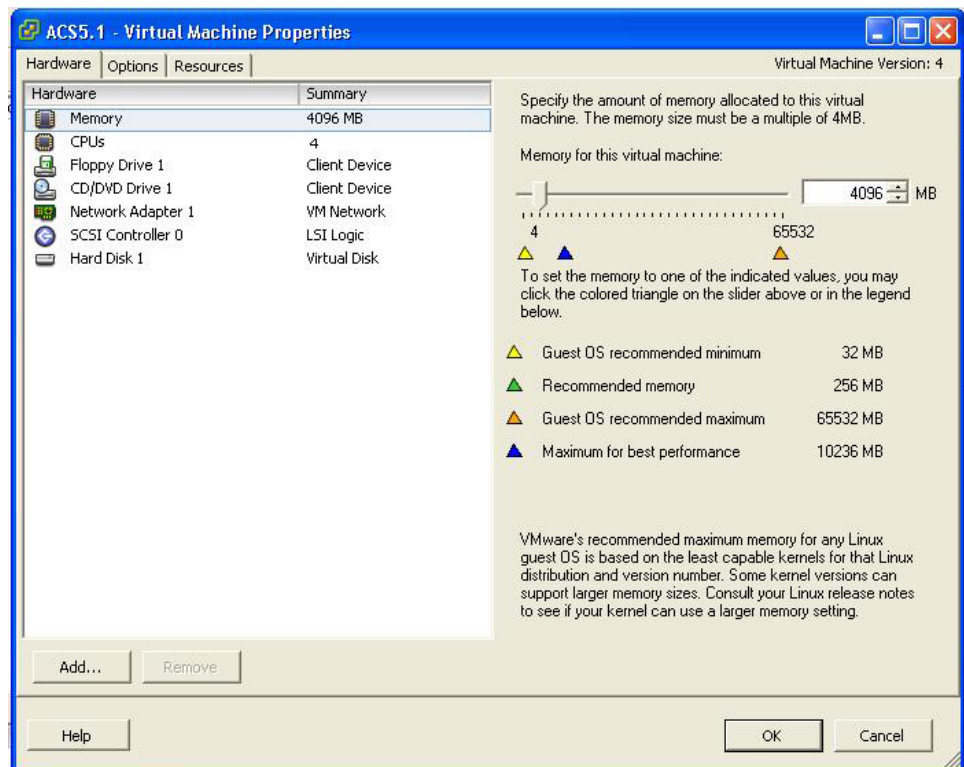 ACS5.1 - Virtual Machine Properties
Hardware Options Resources Virtual Machine Version: 4
Hardware Summary
Memory 4096 MB
CPUs 4
Floppy Drive 1 Client Device
CD/DVD Drive 1 Client Device
Network Adapter 1 VM Network
SCSI Controller 0 LSI Logic
Hard Disk 1 Virtual Disk
Add... Remove
Specify the amount of memory allocated to this virtual
machine. The memory size must be a multiple of 4MB.
Memory for this virtual machine:
4096 MB
4 65532
To set the memory to one of the indicated values, you may
click the colored triangle on the slider above or in the legend
below.
Guest OS recommended minimum 32 MB
Recommended memory 256 MB
Guest OS recommended maximum 65532 MB
Maximum for best performance 10236 MB
VMware's recommended maximum memory for any Linux
guest OS is based on the least capable kernels for that Linux
distribution and version number. Some kernel versions can
support larger memory sizes. Consult your Linux release notes
to see if your kernel can use a larger memory setting.
Help OK Cancel